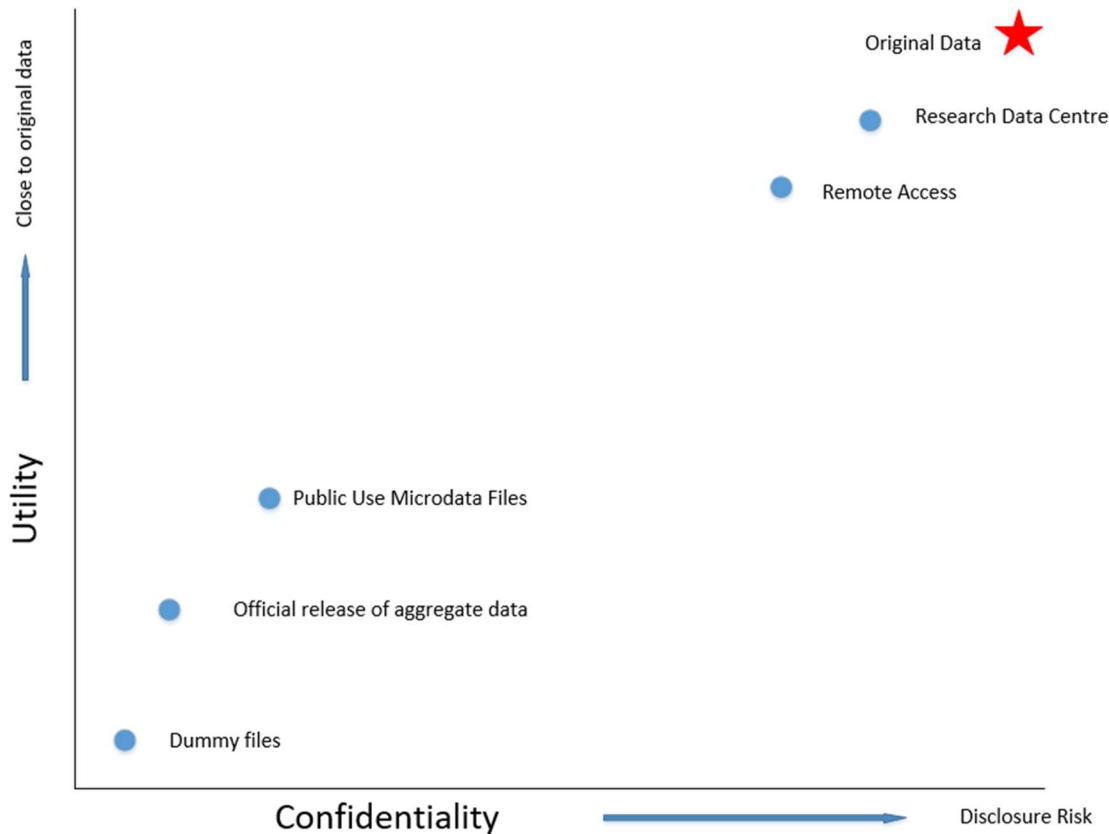 Close to original data
Utility
Original Data
Research Data Centre
Remote Access
Public Use Microdata Files
Official release of aggregate data
Dummy files
Confidentiality
Disclosure Risk